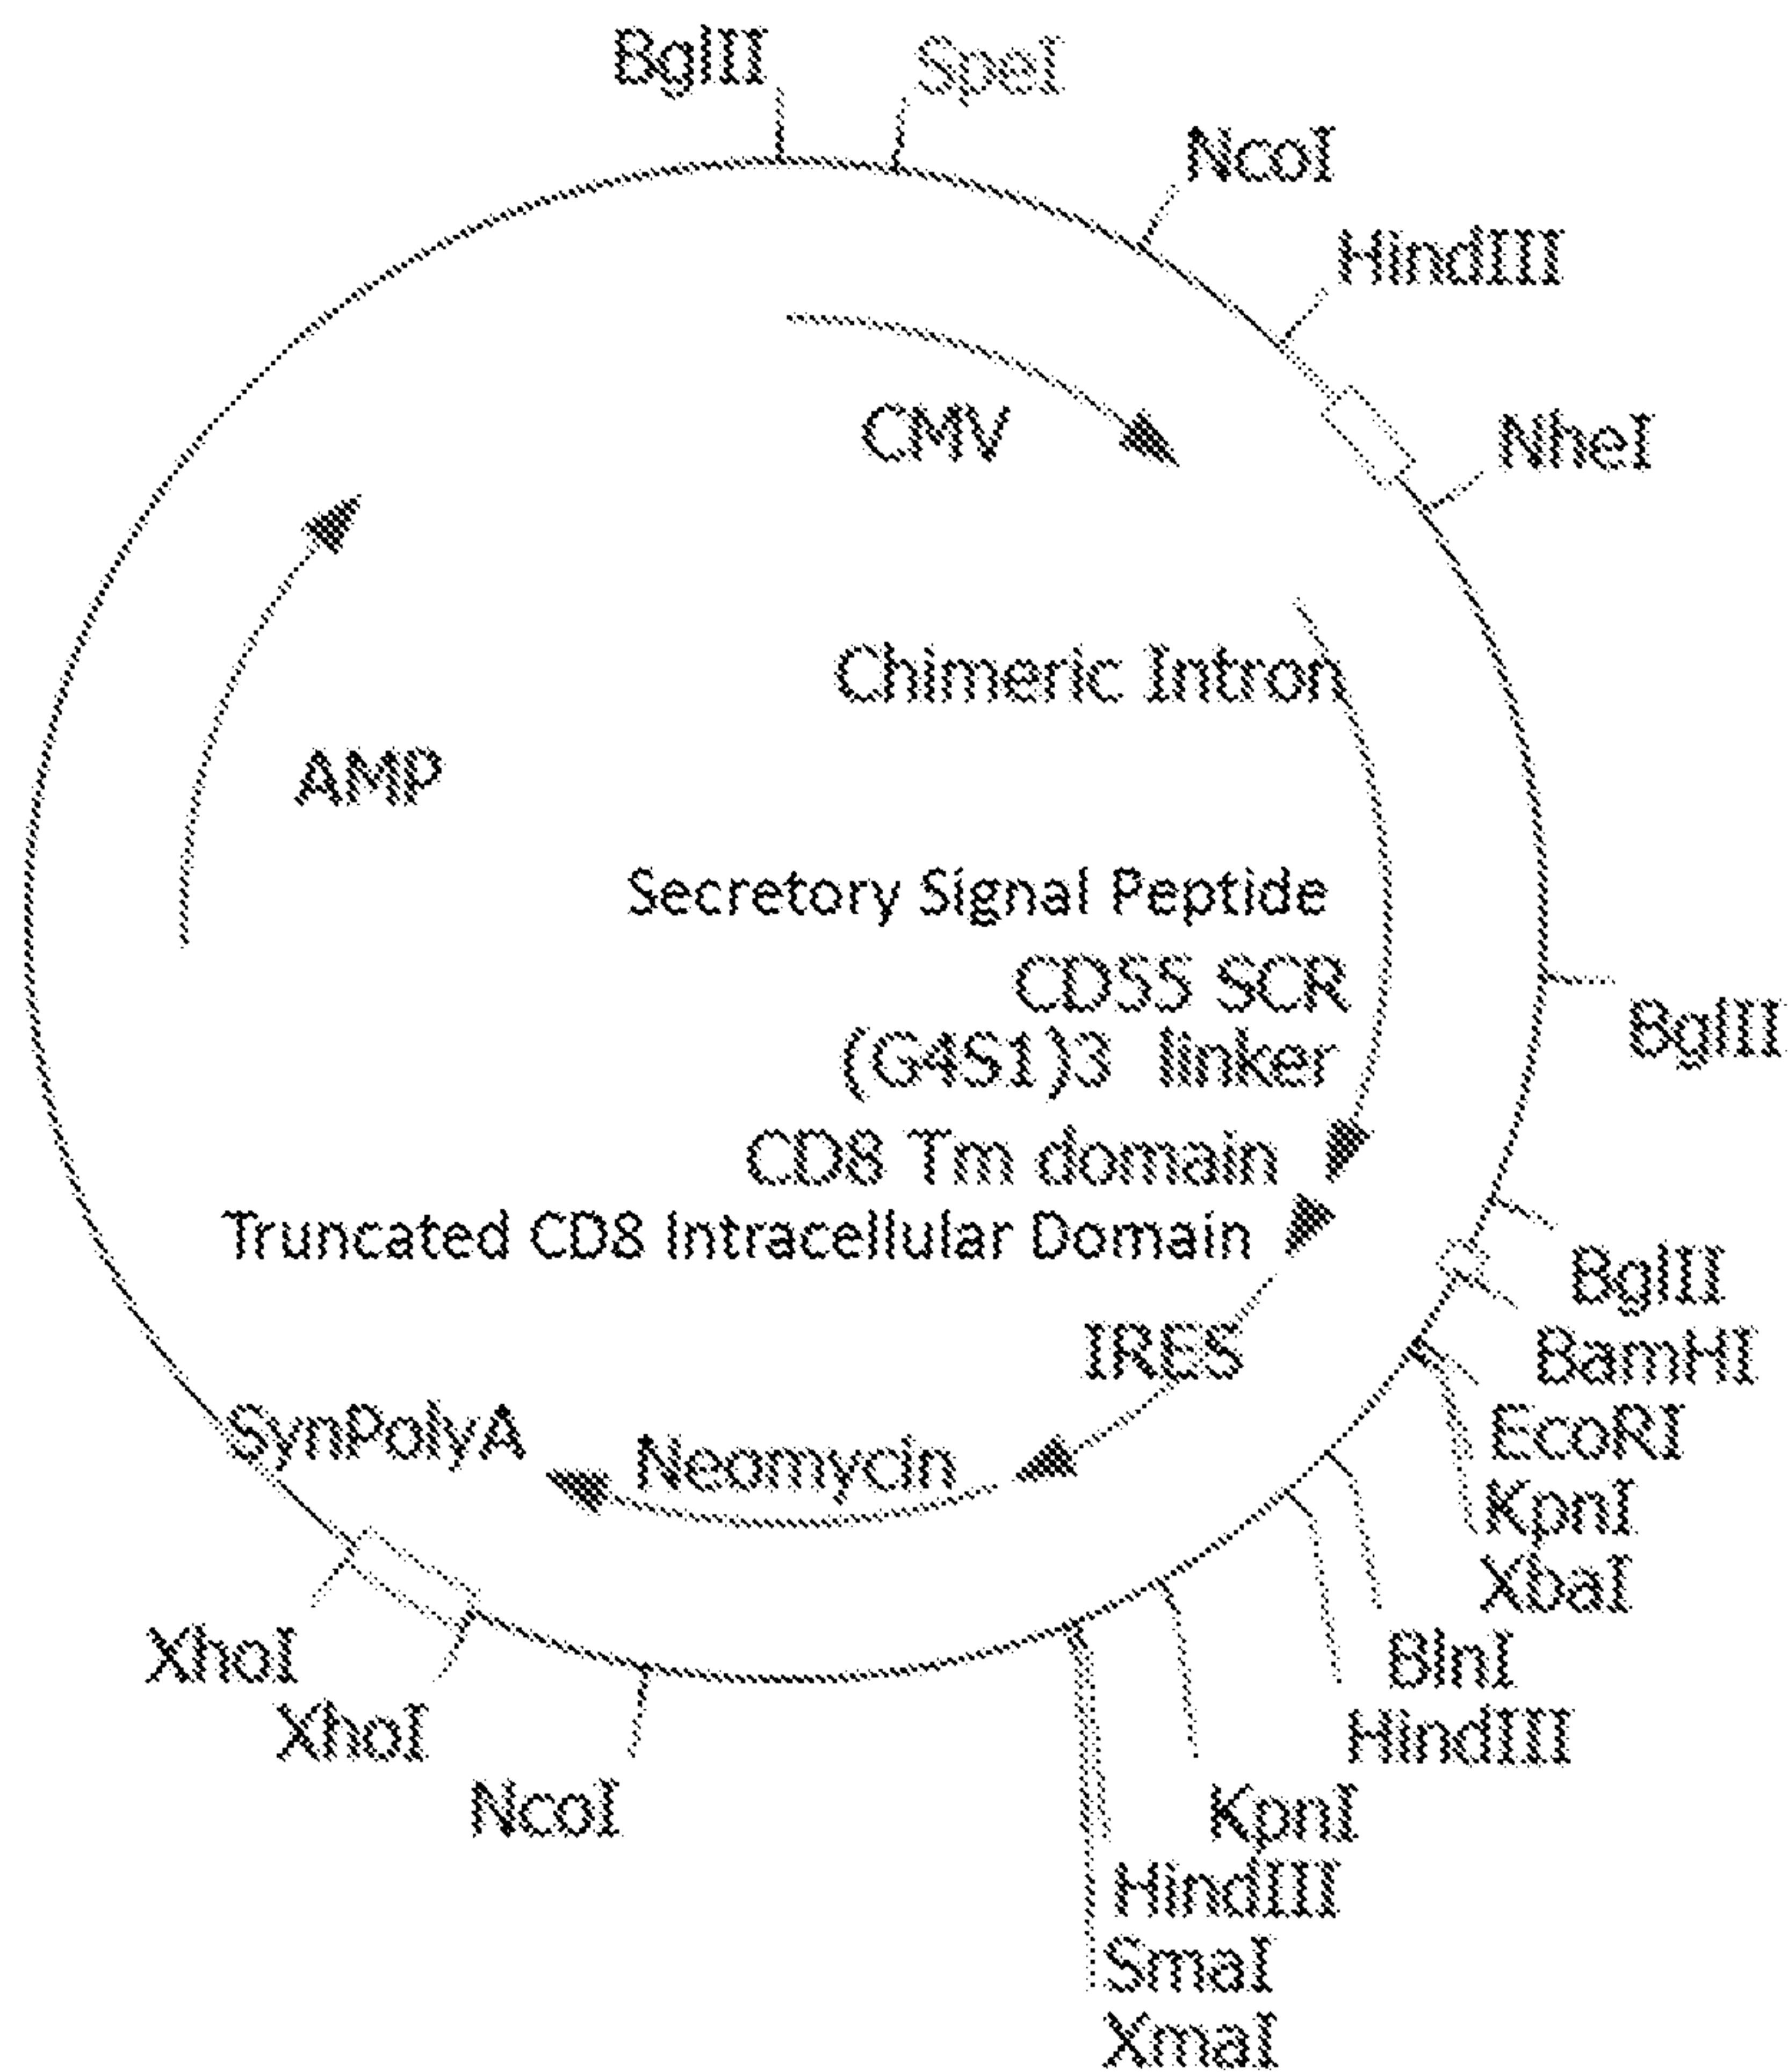 BglII
SpeI
NcoI
HindIII
NheI
CMV
Chimeric Intron
AMP
Secretory Signal Peptide
CD55 SCR
(G4S1)3 linker
BglII
CD8 Tm domain
Truncated CD8 Intracellular Domain
BglII
IRES
BamHI
SynPolyA
Neomycin
EcoRI
KpnI
XbaI
XhoI
BlnI
XhoI
HindIII
NcoI
KpnI
HindIII
SmaI
XmaI